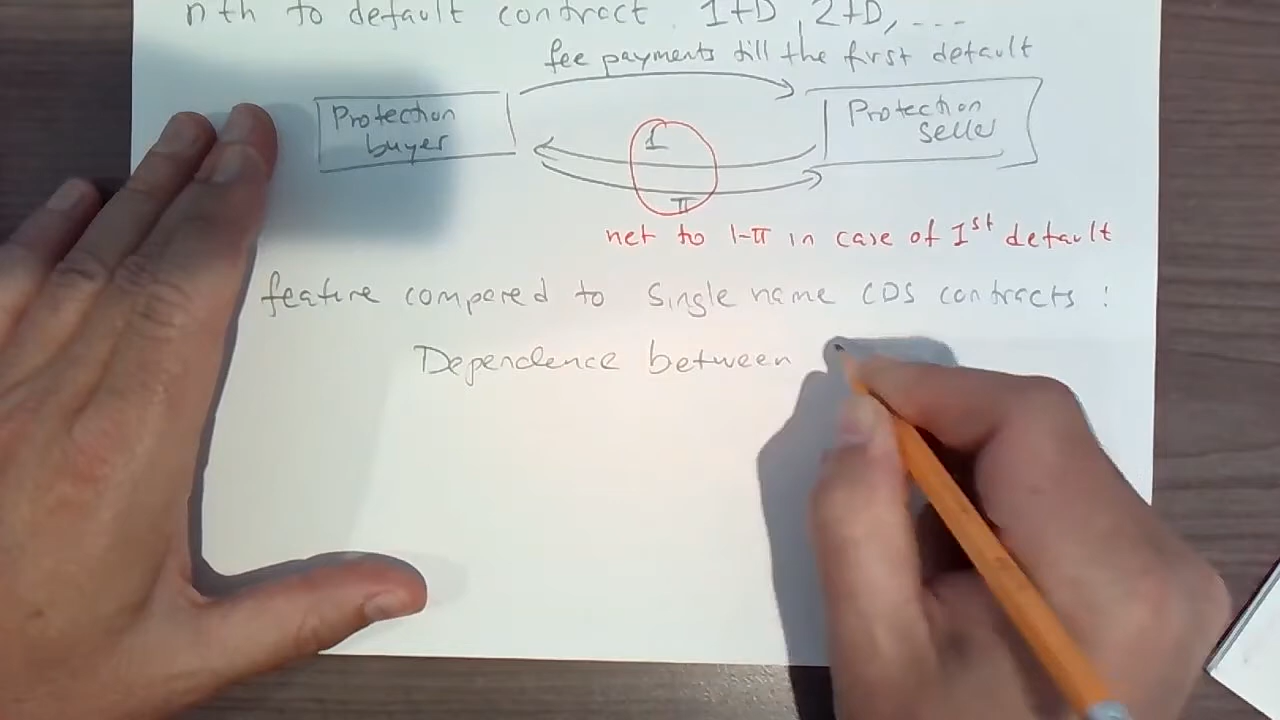 nth to default contract 1tD, 2tD, ...
fee payments till the first default
Protection
buyer
1
π
Protection
seller
net to 1-π in case of 1st default
feature compared to Single name CDS contracts :
Dependence between